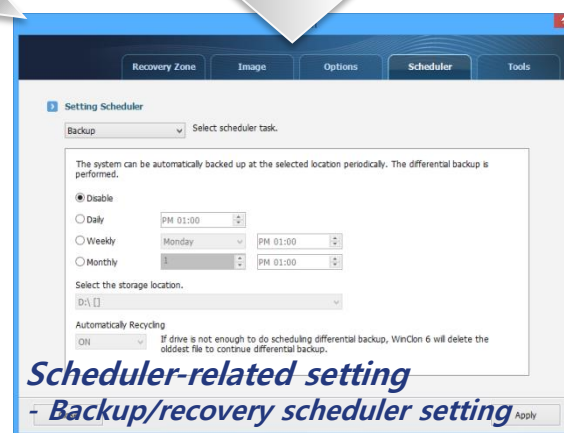 Recovery Zone Image Options Scheduler Tools
Setting Scheduler
Backup Select scheduler task.
The system can be automatically backed up at the selected location periodically. The differential backup is
performed.
Disable
Daily PM 01:00
Weekly Monday PM 01:00
Monthly 1 PM 01:00
Select the storage location.
D:\ []
Automatically Recycling
ON If drive is not enough to do scheduling differential backup, WinClon 6 will delete the
olddest file to continue differential backup.
Scheduler-related setting
- Backup/recovery scheduler setting
Apply